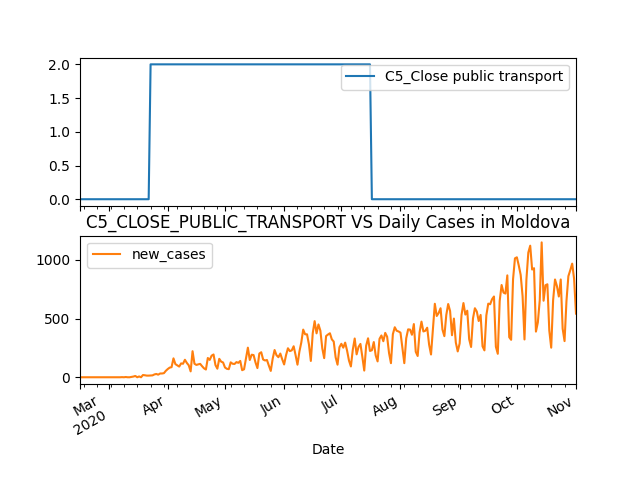 2.0
1.5
1.0
0.5
0.0
C5_Close public transport
C5_CLOSE_PUBLIC_TRANSPORT VS Daily Cases in Moldova
1000
500
0
new_cases
Mar
2020
Apr
May
Jun
Jul
Aug
Sep
Oct
Nov
Date